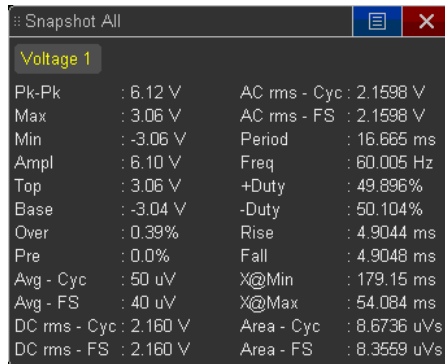 Snapshot All
Voltage 1
Pk-Pk : 6.12 V AC rms - Cyc : 2.1598 V
Max : 3.06 V AC rms - FS : 2.1598 V
Min : -3.06 V Period : 16.665 ms
Ampl : 6.10 V Freq : 60.005 Hz
Top : 3.06 V +Duty : 49.896%
Base : -3.04 V -Duty : 50.104%
Over : 0.39% Rise : 4.9044 ms
Pre : 0.0% Fall : 4.9048 ms
Avg - Cyc : 50 uV X@Min : 179.15 ms
Avg - FS : 40 uV X@Max : 54.084 ms
DC rms - Cyc : 2.160 V Area - Cyc : 8.6736 uVs
DC rms - FS : 2.160 V Area - FS : 8.3559 uVs